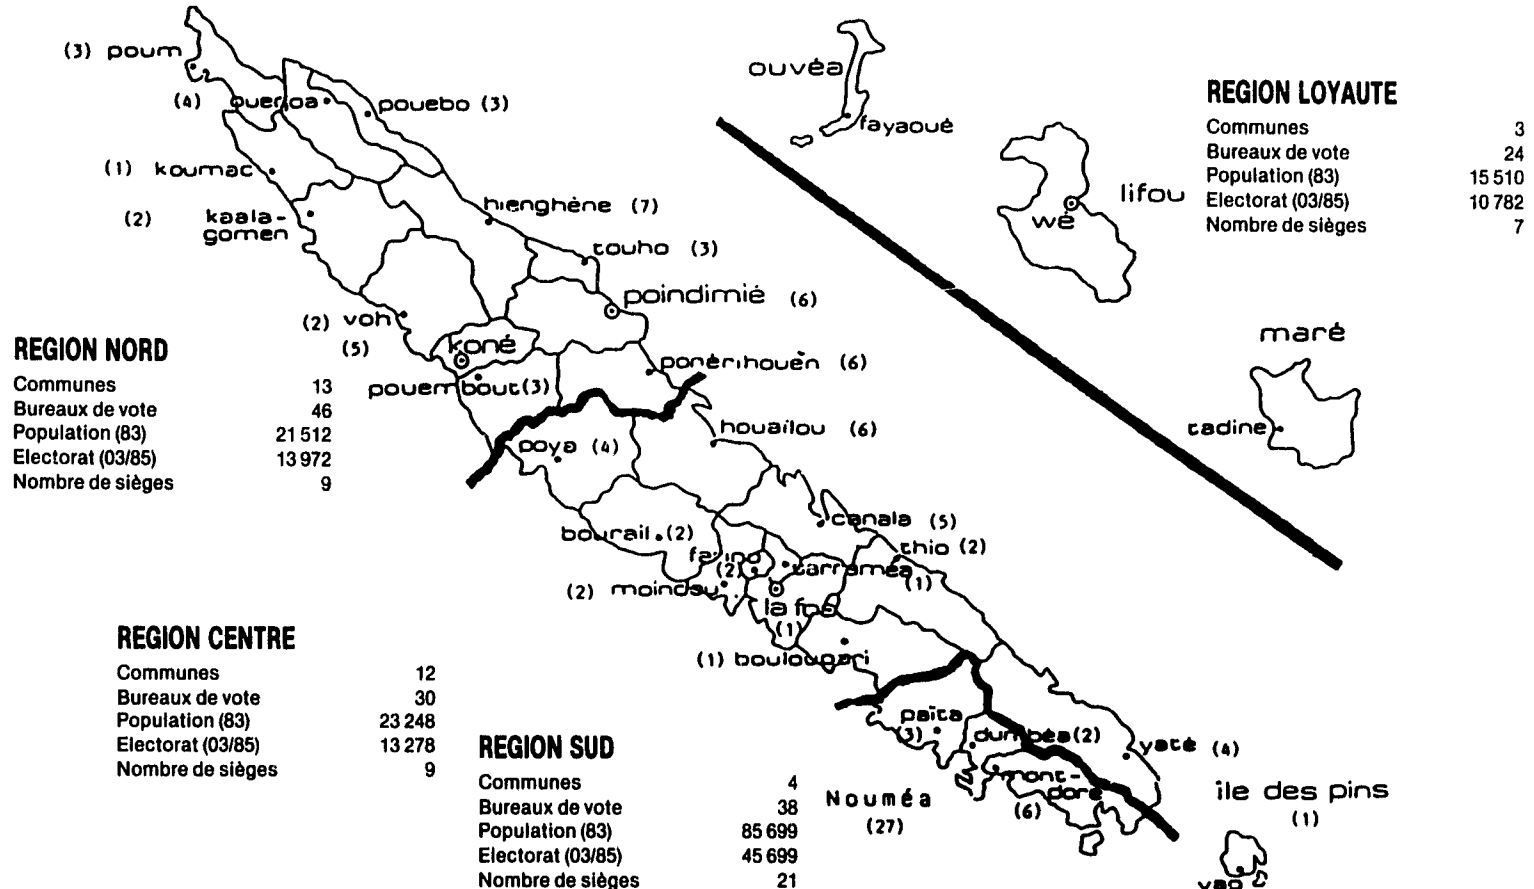 (3) poum
(4) ouegoa
pouebo (3)
(1) koumac
(2) kaala-
gomen
hienghène (7)
touho (3)
poindimié (6)
(2) voh
(5) koné
pouembout (3)
ponérihouën (6)
poya (4)
houaïlou (6)
canala (5)
bourail (2)
thio (2)
farino
(2)
sarraméa
(1)
(2) moindou
la foa
(1)
(1) bouloupari
païta
(3)
dumbéa (2)
yaté (4)
mont-
dore
(6)
Nouméa
(27)
île des pins
(1)
vao
ouvéa
fayaoué
lifou
wé
maré
tadine
REGION LOYAUTE
Communes 3
Bureaux de vote 24
Population (83) 15 510
Electorat (03/85) 10 782
Nombre de sièges 7
REGION NORD
Communes 13
Bureaux de vote 46
Population (83) 21 512
Electorat (03/85) 13 972
Nombre de sièges 9
REGION CENTRE
Communes 12
Bureaux de vote 30
Population (83) 23 248
Electorat (03/85) 13 278
Nombre de sièges 9
REGION SUD
Communes 4
Bureaux de vote 38
Population (83) 85 699
Electorat (03/85) 45 699
Nombre de sièges 21